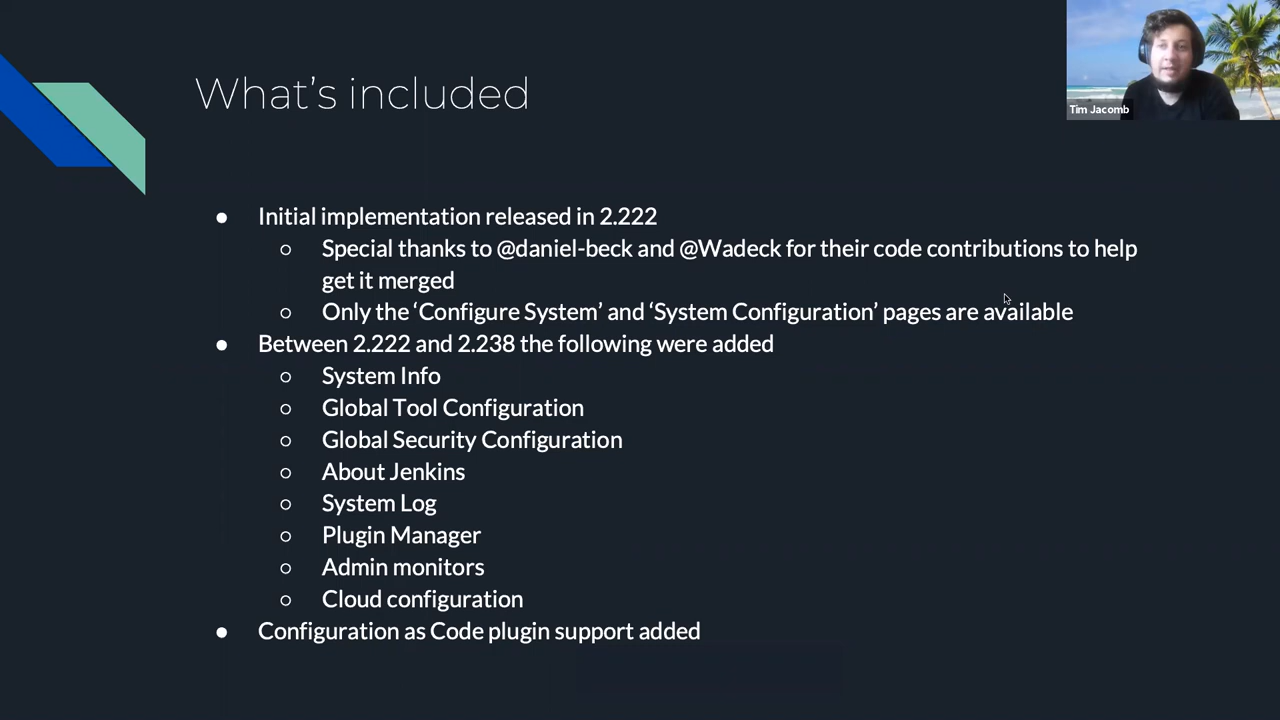 What's included
Tim Jacomb
● Initial implementation released in 2.222
○ Special thanks to @daniel-beck and @Wadeck for their code contributions to help
get it merged
○ Only the ‘Configure System’ and ‘System Configuration’ pages are available
● Between 2.222 and 2.238 the following were added
○ System Info
○ Global Tool Configuration
○ Global Security Configuration
○ About Jenkins
○ System Log
○ Plugin Manager
○ Admin monitors
○ Cloud configuration
● Configuration as Code plugin support added